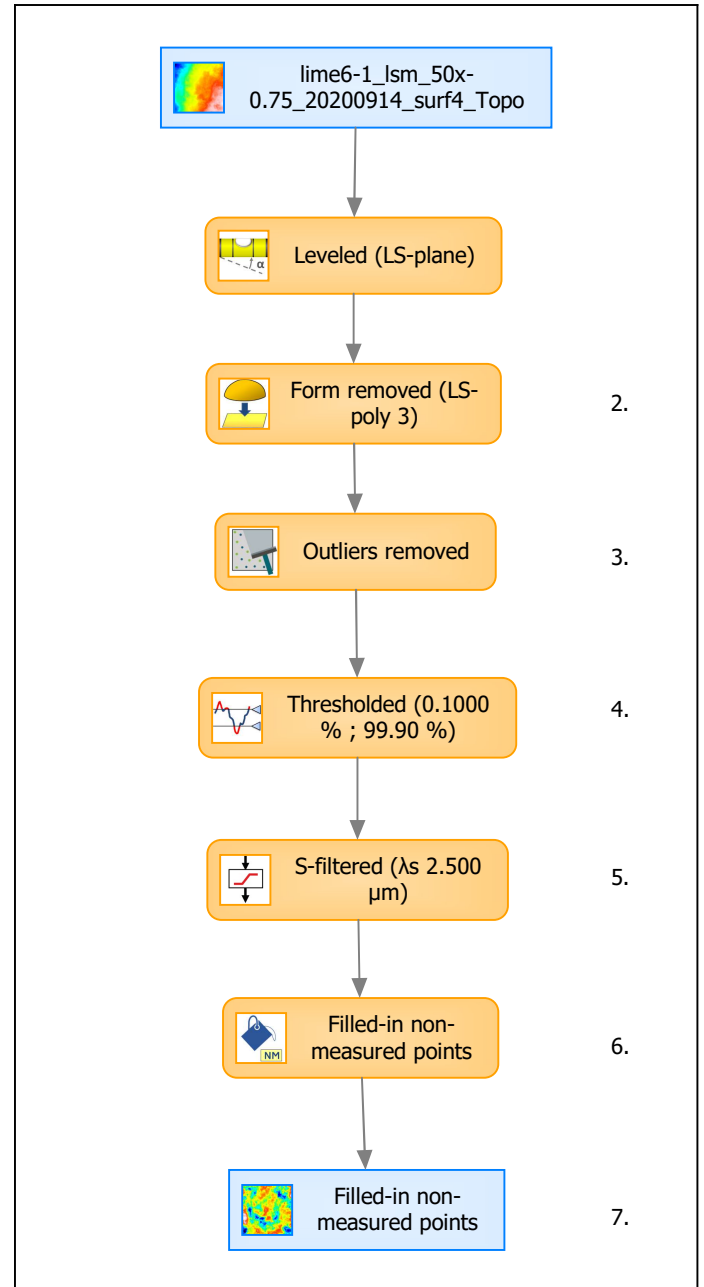 lime6-1_lsm_50x-
0.75_20200914_surf4_Topo
α
Leveled (LS-plane)
Form removed (LS-
poly 3)
2.
Outliers removed
3.
Thresholded (0.1000
% ; 99.90 %)
4.
S-filtered (λs 2.500
µm)
5.
NM
Filled-in non-
measured points
6.
Filled-in non-
measured points
7.